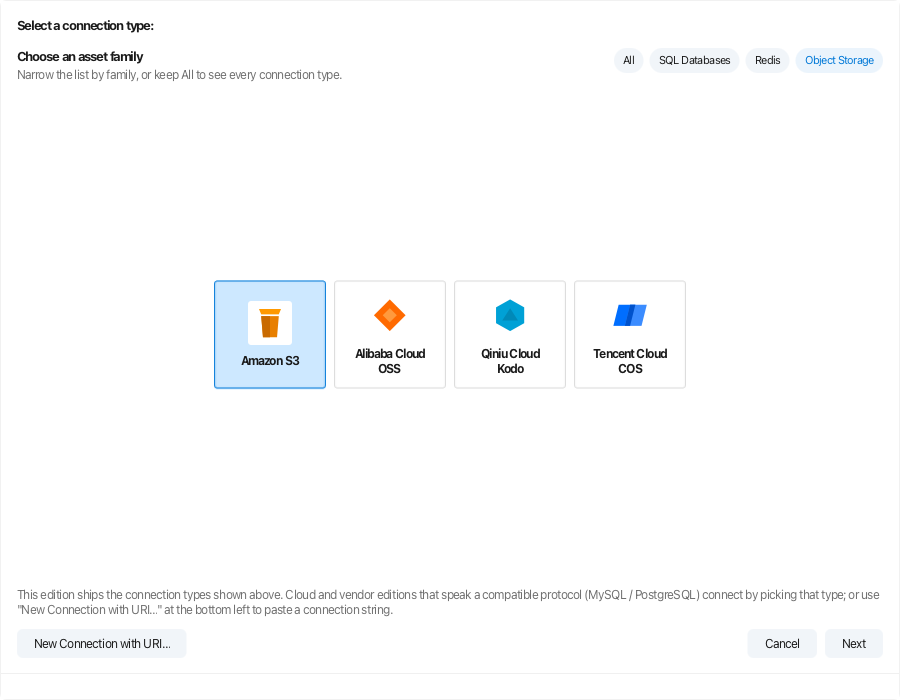 Select a connection type:
Choose an asset family
Narrow the list by family, or keep All to see every connection type.
All
SQL Databases
Redis
Object Storage
Amazon S3
Alibaba Cloud
OSS
Qiniu Cloud
Kodo
Tencent Cloud
COS
This edition ships the connection types shown above. Cloud and vendor editions that speak a compatible protocol (MySQL / PostgreSQL) connect by picking that type; or use
"New Connection with URI..." at the bottom left to paste a connection string.
New Connection with URI...
Cancel
Next